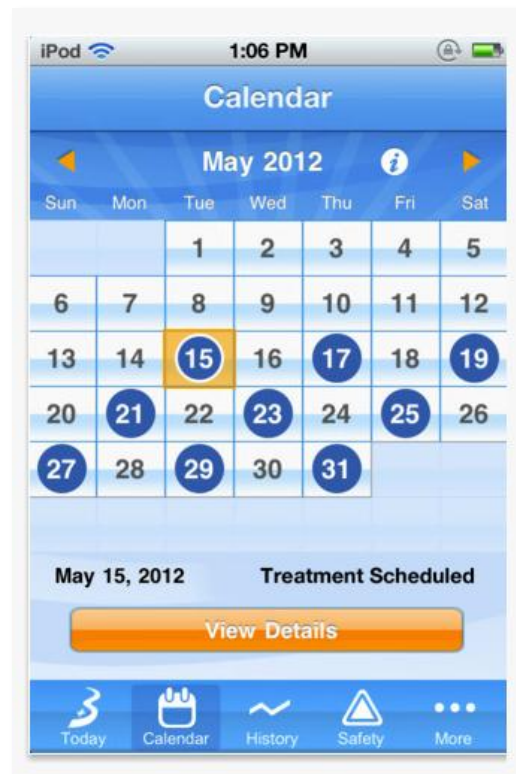 iPod 1:06 PM
Calendar
May 2012 i
Sun Mon Tue Wed Thu Fri Sat
1 2 3 4 5
6 7 8 9 10 11 12
13 14 15 16 17 18 19
20 21 22 23 24 25 26
27 28 29 30 31
May 15, 2012 Treatment Scheduled
View Details
Today Calendar History Safety More